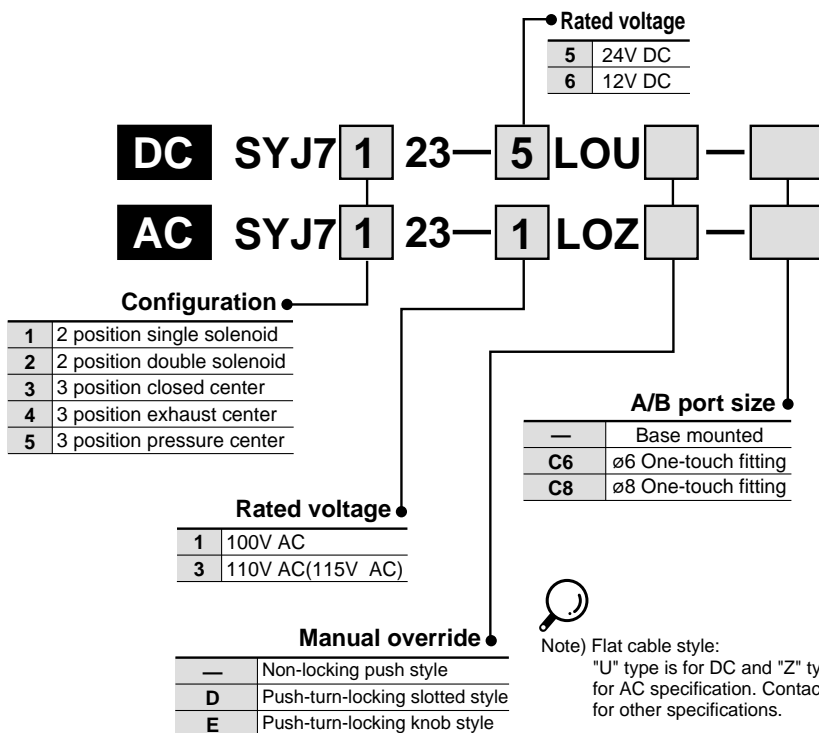 Rated voltage
5 24V DC
6 12V DC
DC SYJ7 1 23— 5 LOU —
AC SYJ7 1 23— 1 LOZ —
Configuration
1 2 position single solenoid
2 2 position double solenoid
3 3 position closed center
4 3 position exhaust center
5 3 position pressure center
A/B port size
— Base mounted
C6 ø6 One-touch fitting
C8 ø8 One-touch fitting
Rated voltage
1 100V AC
3 110V AC(115V AC)
Manual override
— Non-locking push style
D Push-turn-locking slotted style
E Push-turn-locking knob style
Note) Flat cable style:
"U" type is for DC and "Z" ty
for AC specification. Contac
for other specifications.